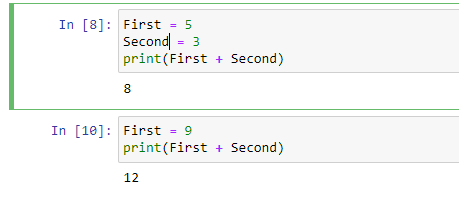 In [8]: First = 5
Second = 3
print(First + Second)
8
In [10]: First = 9
print(First + Second)
12